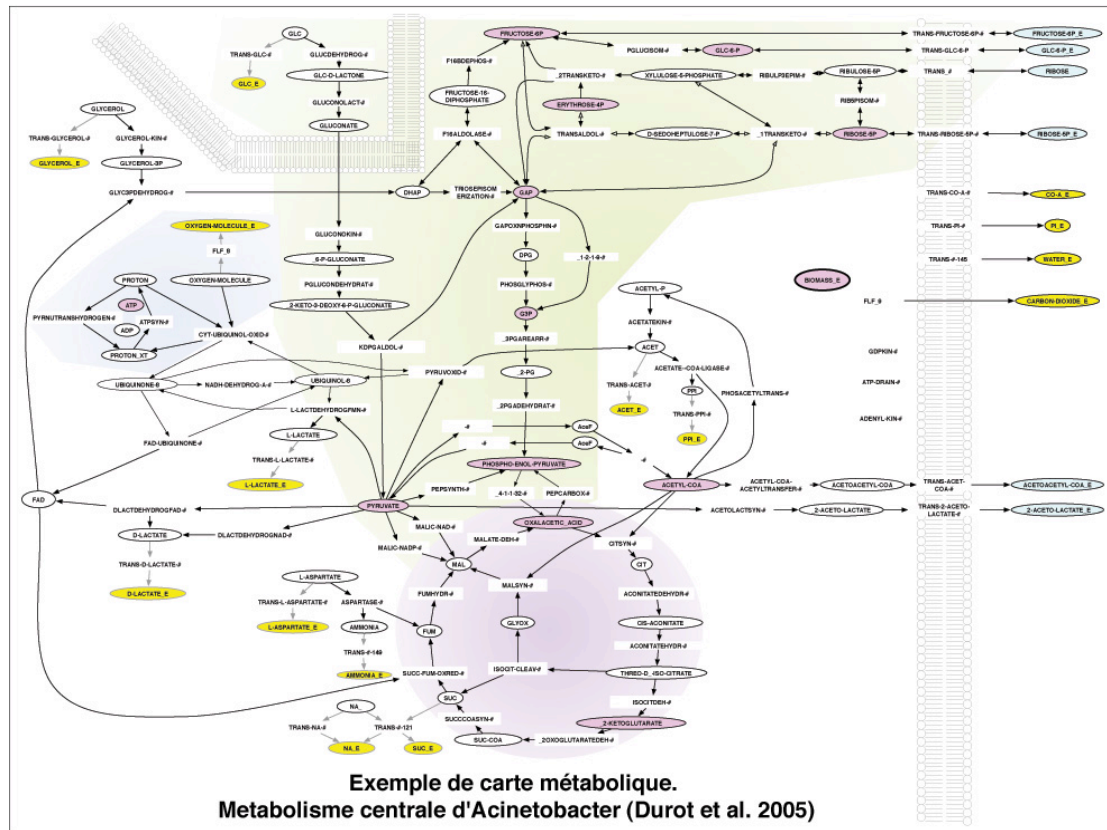 GLC
FRUCTOSE-6P
TRANS-FRUCTOSE-6P-#
FRUCTOSE-6P_E
TRANS-GLC-#
GLUCDEHYDROG-#
PGLUCISOM-#
GLC-6-P
TRANS-GLC-6-P
GLC-6-P_E
F16BDEPHOS-#
GLC-D-LACTONE
_2TRANSKETO-#
XYLULOSE-5-PHOSPHATE
RIBULP3EPIM-#
RIBULOSE-5P
TRANS_#
RIBOSE
GLC_E
FRUCTOSE-16-
DIPHOSPHATE
GLUCONOLACT-#
ERYTHROSE-4P
RIB5PISOM-#
GLYCEROL
GLUCONATE
F16ALDOLASE-#
TRANSALDOL-#
D-SEDOHEPTULOSE-7-P
_1TRANSKETO-#
RIBOSE-5P
TRANS-RIBOSE-5P-#
RIBOSE-5P_E
TRANS-GLYCEROL-#
GLYCEROL-KIN-#
GLYCEROL_E
GLYCEROL-3P
GLYC3PDEHYDROG-#
DHAP
TRIOSEPISOM
ERIZATION-#
GAP
TRANS-CO-A-#
CO-A_E
OXYGEN-MOLECULE_E
GAPOXNPHOSPHN-#
TRANS-PI-#
PI_E
GLUCONDKIN-#
FLF_8
DPG
_1-2-1-9-#
_6-P-GLUCONATE
TRANS-#-145
WATER_E
PROTON
OXYGEN-MOLECULE
PGLUCONDEHYDRAT-#
PHOSGLYPHOS-#
ACETYL-P
BIOMASS_E
ATP
_2-KETO-3-DEOXY-6-P-GLUCONATE
FLF_9
CARBON-DIOXIDE_E
PYRNUTRANSHYDROGEN-#
ATPSYN-#
G3P
ADP
CYT-UBIQUINOL-OXID-#
ACETATEKIN-#
PROTON_XT
KDPGALDOL-#
_3PGAREARR-#
ACET
GDPKIN-#
ACETATE--COA-LIGASE-#
UBIQUINONE-8
NADH-DEHYDROG-A-#
UBIQUINOL-8
PYRUVOXID-#
_2-PG
TRANS-ACET-#
PPI
PHOSACETYLTRANS-#
ATP-DRAIN-#
L-LACTDEHYDROGFMN-#
_2PGADEHYDRAT-#
ACET_E
TRANS-PPI-#
ADENYL-KIN-#
FAD-UBIQUINONE-#
L-LACTATE
-#
AceF
PPI_E
TRANS-L-LACTATE-#
-#
AceF
-#
L-LACTATE_E
PHOSPHO-ENOL-PYRUVATE
FAD
PEPSYNTH-#
_4-1-1-32-#
PEPCARBOX-#
ACETYL-COA
ACETYL-COA-
ACETYLTRANSFER-#
ACETOACETYL-COA
TRANS-ACET-
COA-#
ACETOACETYL-COA_E
DLACTDEHYDROGFAD-#
PYRUVATE
ACETOLACTSYN-#
2-ACETO-LACTATE
TRANS-2-ACETO-
LACTATE-#
2-ACETO-LACTATE_E
D-LACTATE
DLACTDEHYDROGNAD-#
MALIC-NAD-#
OXALACETIC_ACID
MALIC-NADP-#
MALATE-DEH-#
CITSYN-#
TRANS-D-LACTATE-#
MAL
CIT
L-ASPARTATE
D-LACTATE_E
FUMHYDR-#
MALSYN-#
ACONITATEDEHYDR-#
TRANS-L-ASPARTATE-#
ASPARTASE-#
L-ASPARTATE_E
AMMONIA
FUM
GLYOX
CIS-ACONITATE
TRANS-#-149
ACONITATEHYDR-#
AMMONIA_E
SUCC-FUM-OXRED-#
ISOCIT-CLEAV-#
THREO-D_4SO-CITRATE
NA_
SUC
ISOCITDEH-#
TRANS-NA-#
TRANS-#-121
SUCCCOASYN-#
_2-KETOGLUTARATE
NA_E
SUC_E
SUC-COA
_2OXOGLUTARATEDEH-#
Exemple de carte métabolique.
Metabolisme centrale d'Acinetobacter (Durot et al. 2005)